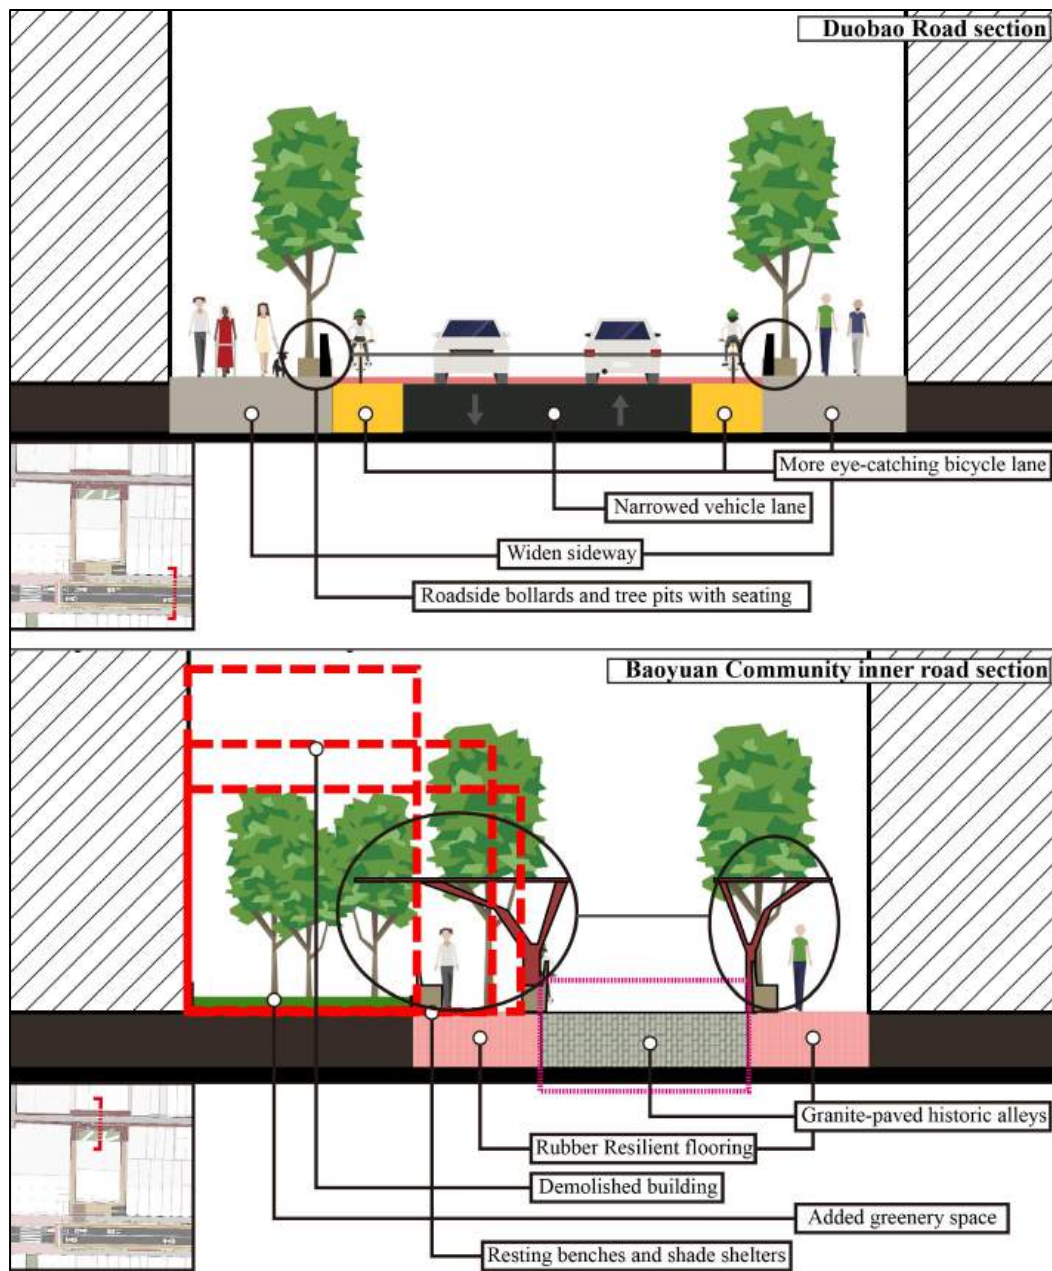 Duobao Road section
More eye-catching bicycle lane
Narrowed vehicle lane
Widen sideway
Roadside bollards and tree pits with seating
Baoyuan Community inner road section
Granite-paved historic alleys
Rubber Resilient flooring
Demolished building
Added greenery space
Resting benches and shade shelters